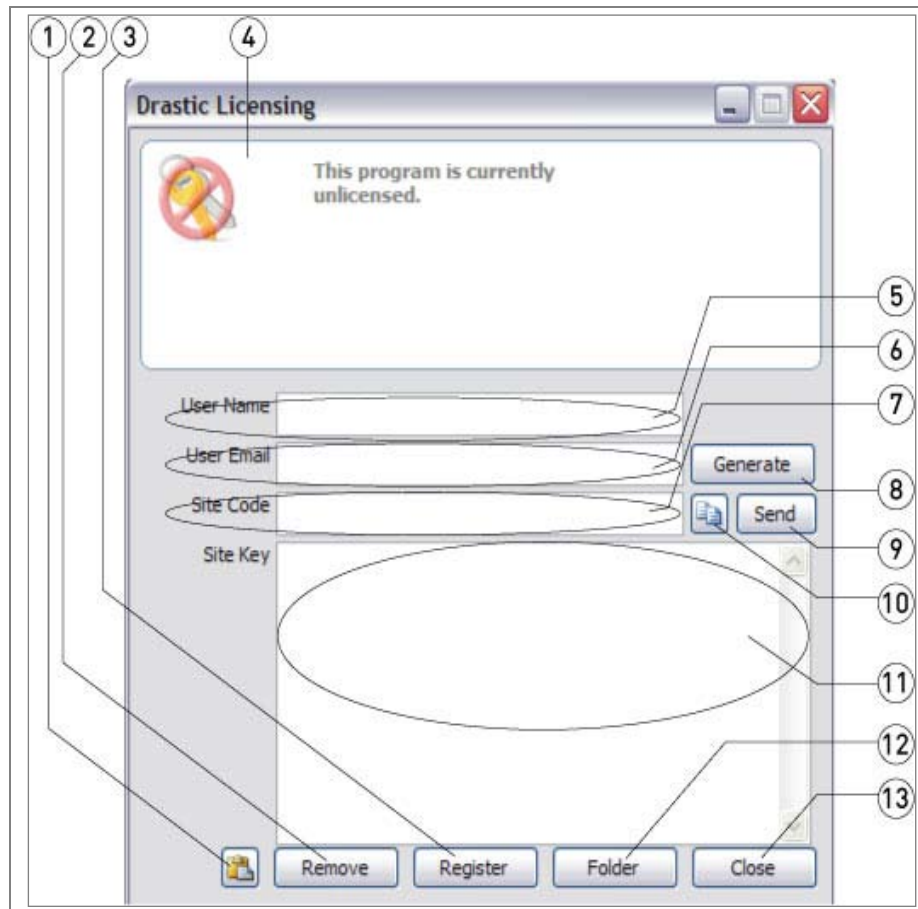 1 2 3 4
Drastic Licensing
This program is currently
unlicensed.
5
6
7
User Name
User Email
Generate
8
Site Code
Send
9
Site Key
10
11
12
13
Remove Register Folder Close